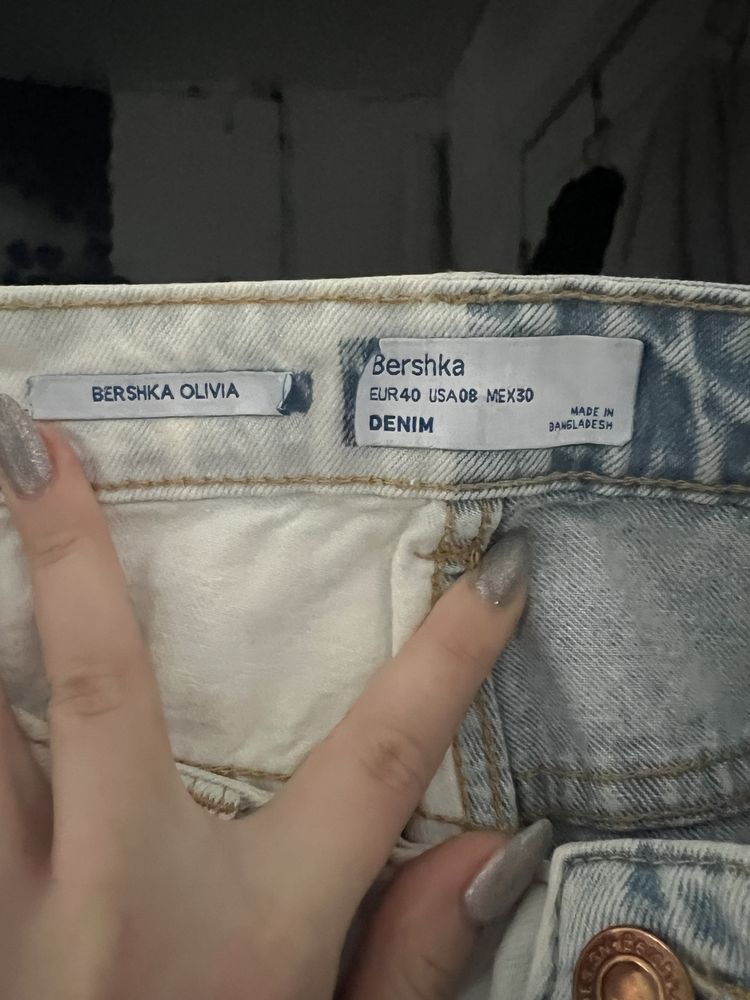 BERSHKA OLIVIA
Bershka
EUR40 USA08 MEX30
DENIM
MADE IN
BANGLADESH